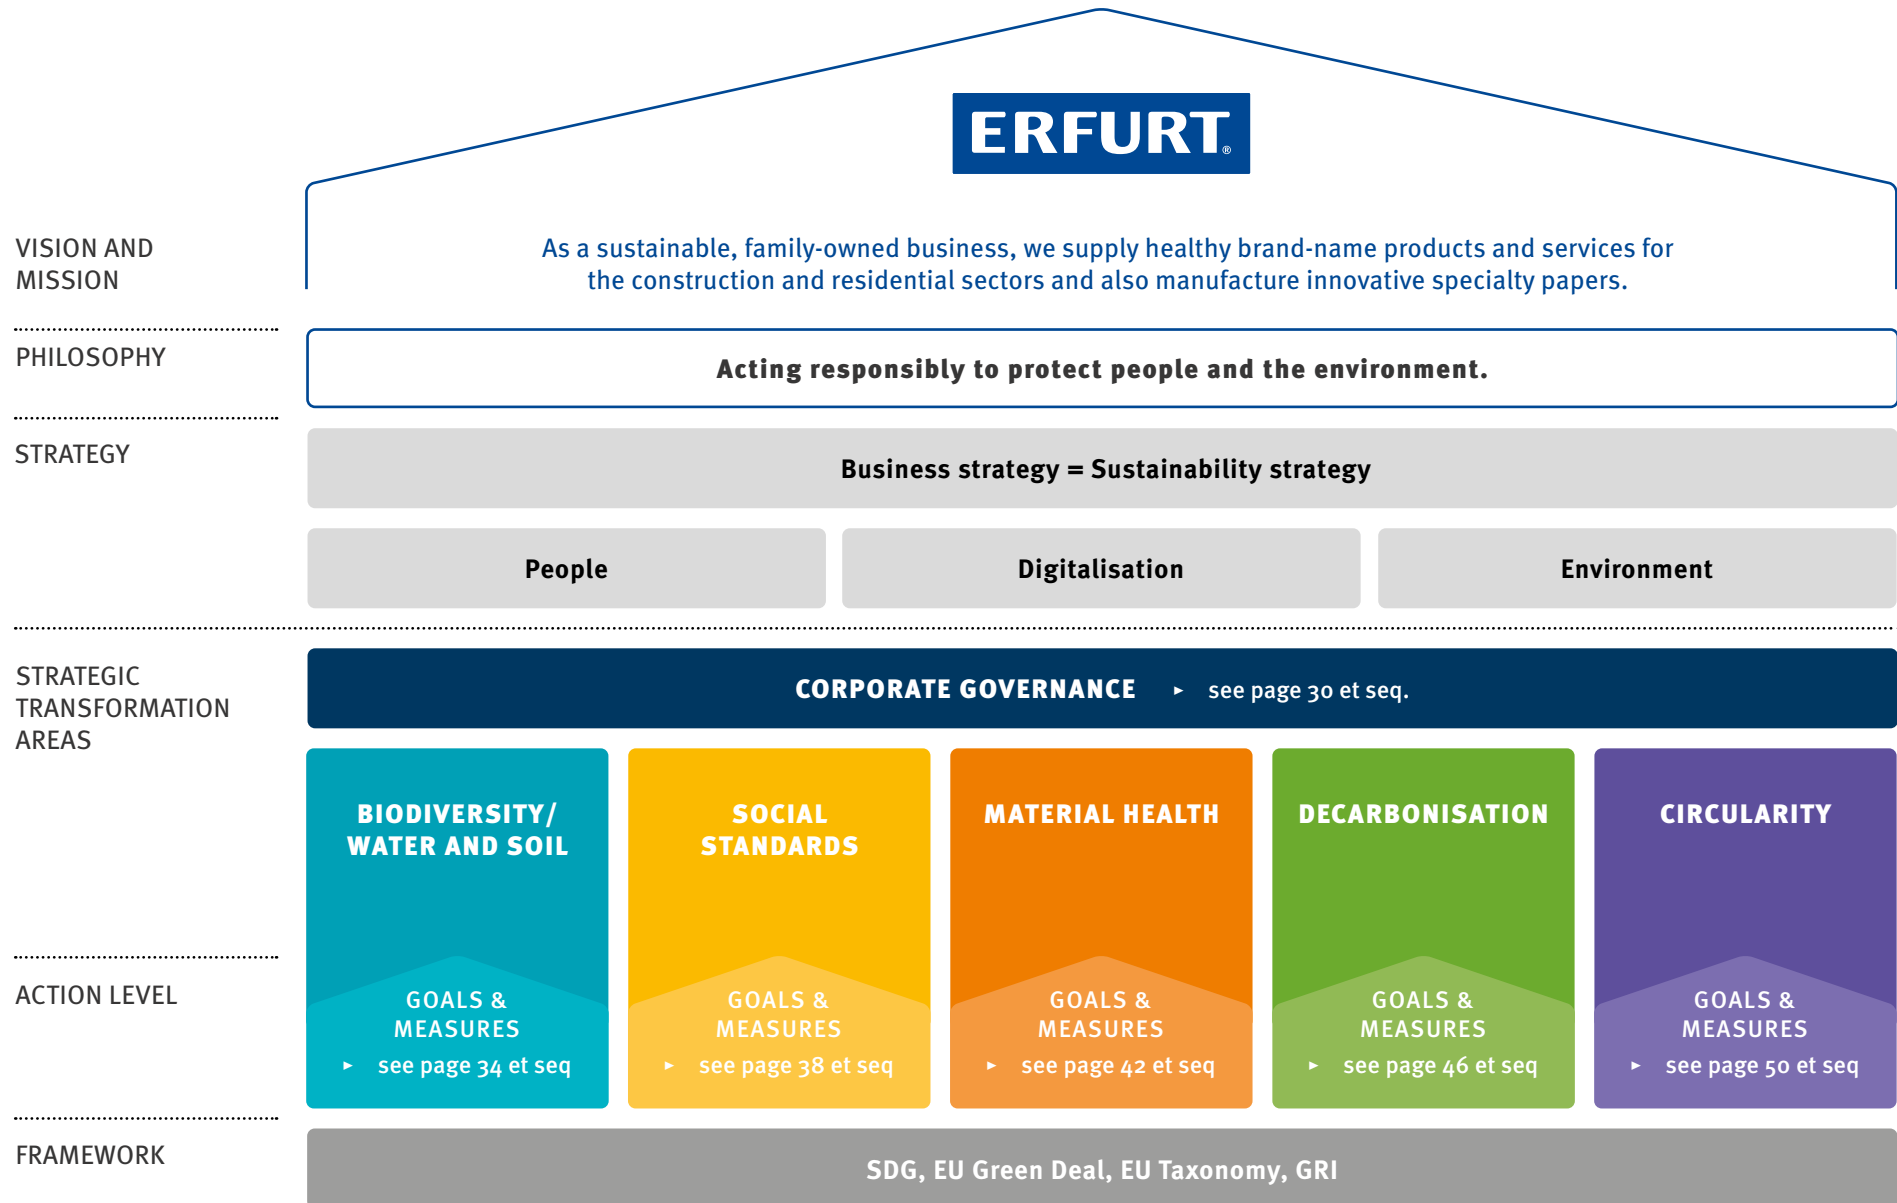 ERFURT®
VISION AND
MISSION
As a sustainable, family-owned business, we supply healthy brand-name products and services for
the construction and residential sectors and also manufacture innovative specialty papers.
PHILOSOPHY
Acting responsibly to protect people and the environment.
STRATEGY
Business strategy = Sustainability strategy
People
Digitalisation
Environment
STRATEGIC
TRANSFORMATION
AREAS
CORPORATE GOVERNANCE ▸ see page 30 et seq.
BIODIVERSITY/
WATER AND SOIL
SOCIAL
STANDARDS
MATERIAL HEALTH
DECARBONISATION
CIRCULARITY
ACTION LEVEL
GOALS &
MEASURES
▸ see page 34 et seq
GOALS &
MEASURES
▸ see page 38 et seq
GOALS &
MEASURES
▸ see page 42 et seq
GOALS &
MEASURES
▸ see page 46 et seq
GOALS &
MEASURES
▸ see page 50 et seq
FRAMEWORK
SDG, EU Green Deal, EU Taxonomy, GRI